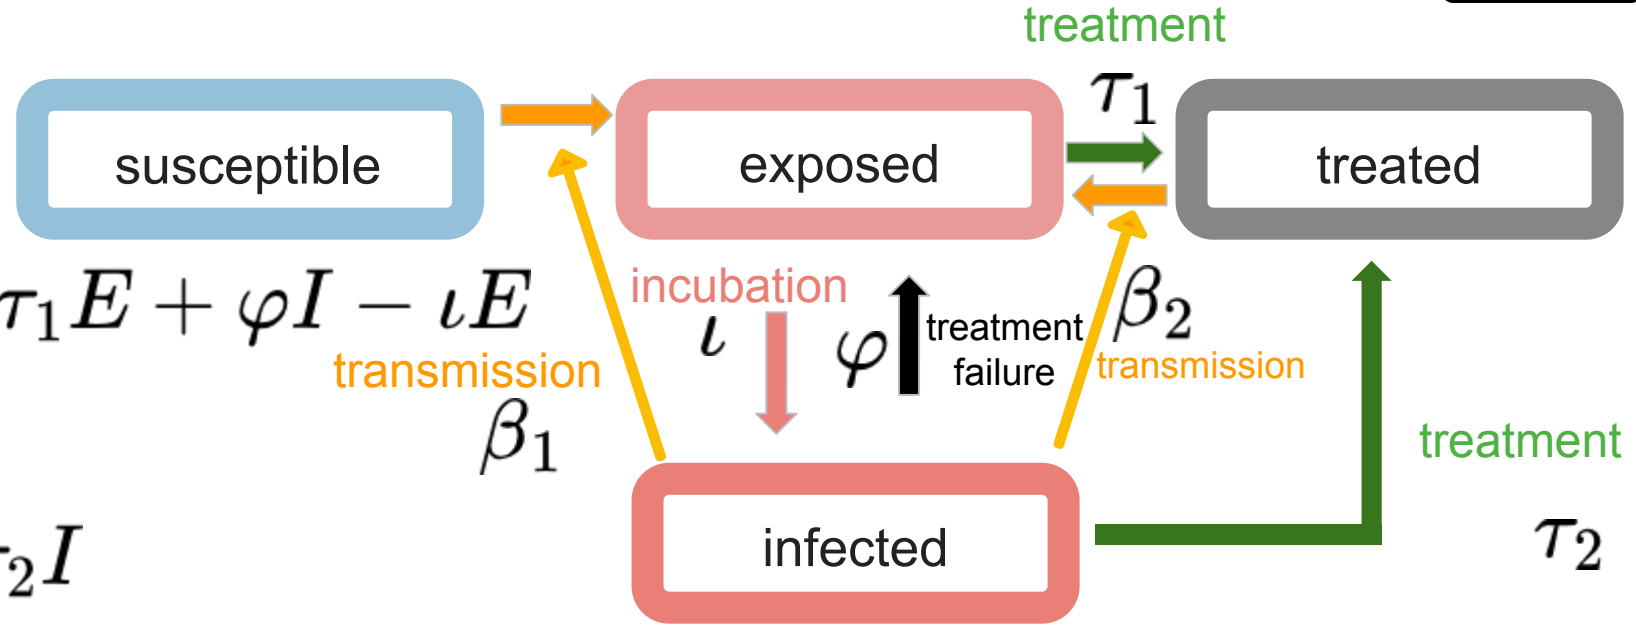 treatment
τ₁
susceptible
exposed
treated
τ₁E + φI − ιE
incubation
ι
φ
treatment
failure
β₂
transmission
transmission
β₁
treatment
infected
τ₂
₂I